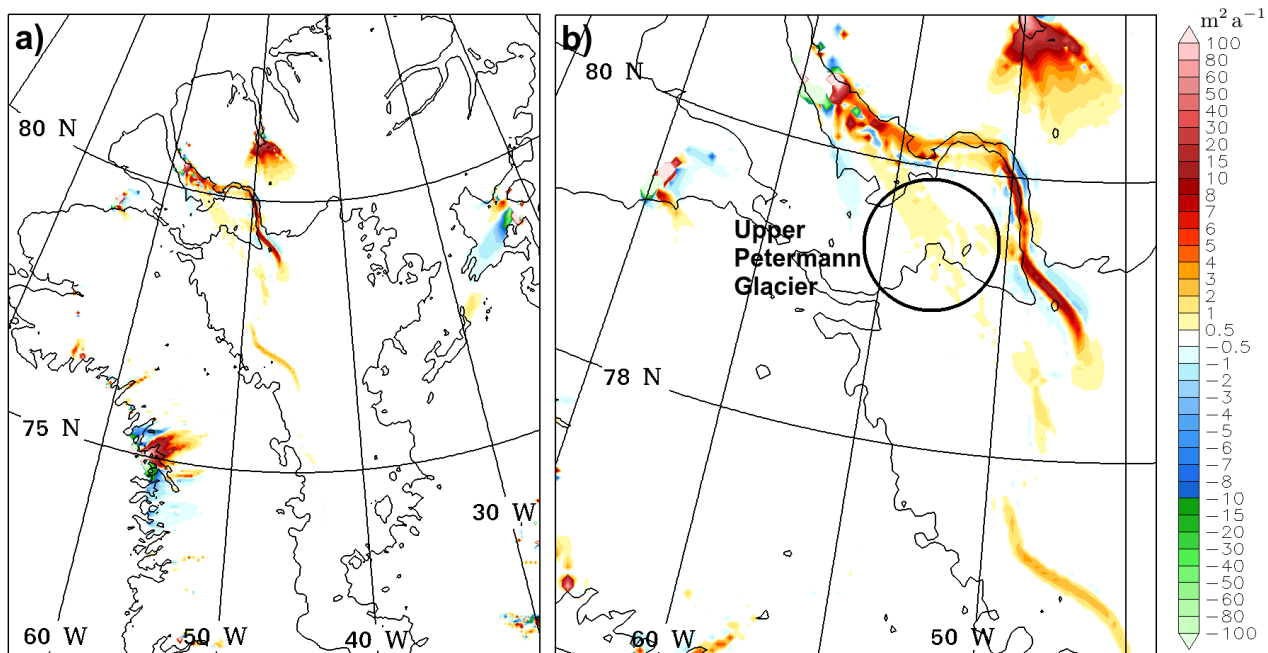 a)
80 N
75 N
30 W
60 W
50 W
40 W
b)
80 N
Upper
Petermann
Glacier
78 N
60 W
50 W
m² a⁻¹
100
80
60
50
40
30
20
15
10
8
7
6
5
4
3
2
1
0.5
−0.5
−1
−2
−3
−4
−5
−6
−7
−8
−10
−15
−20
−30
−40
−50
−60
−80
−100